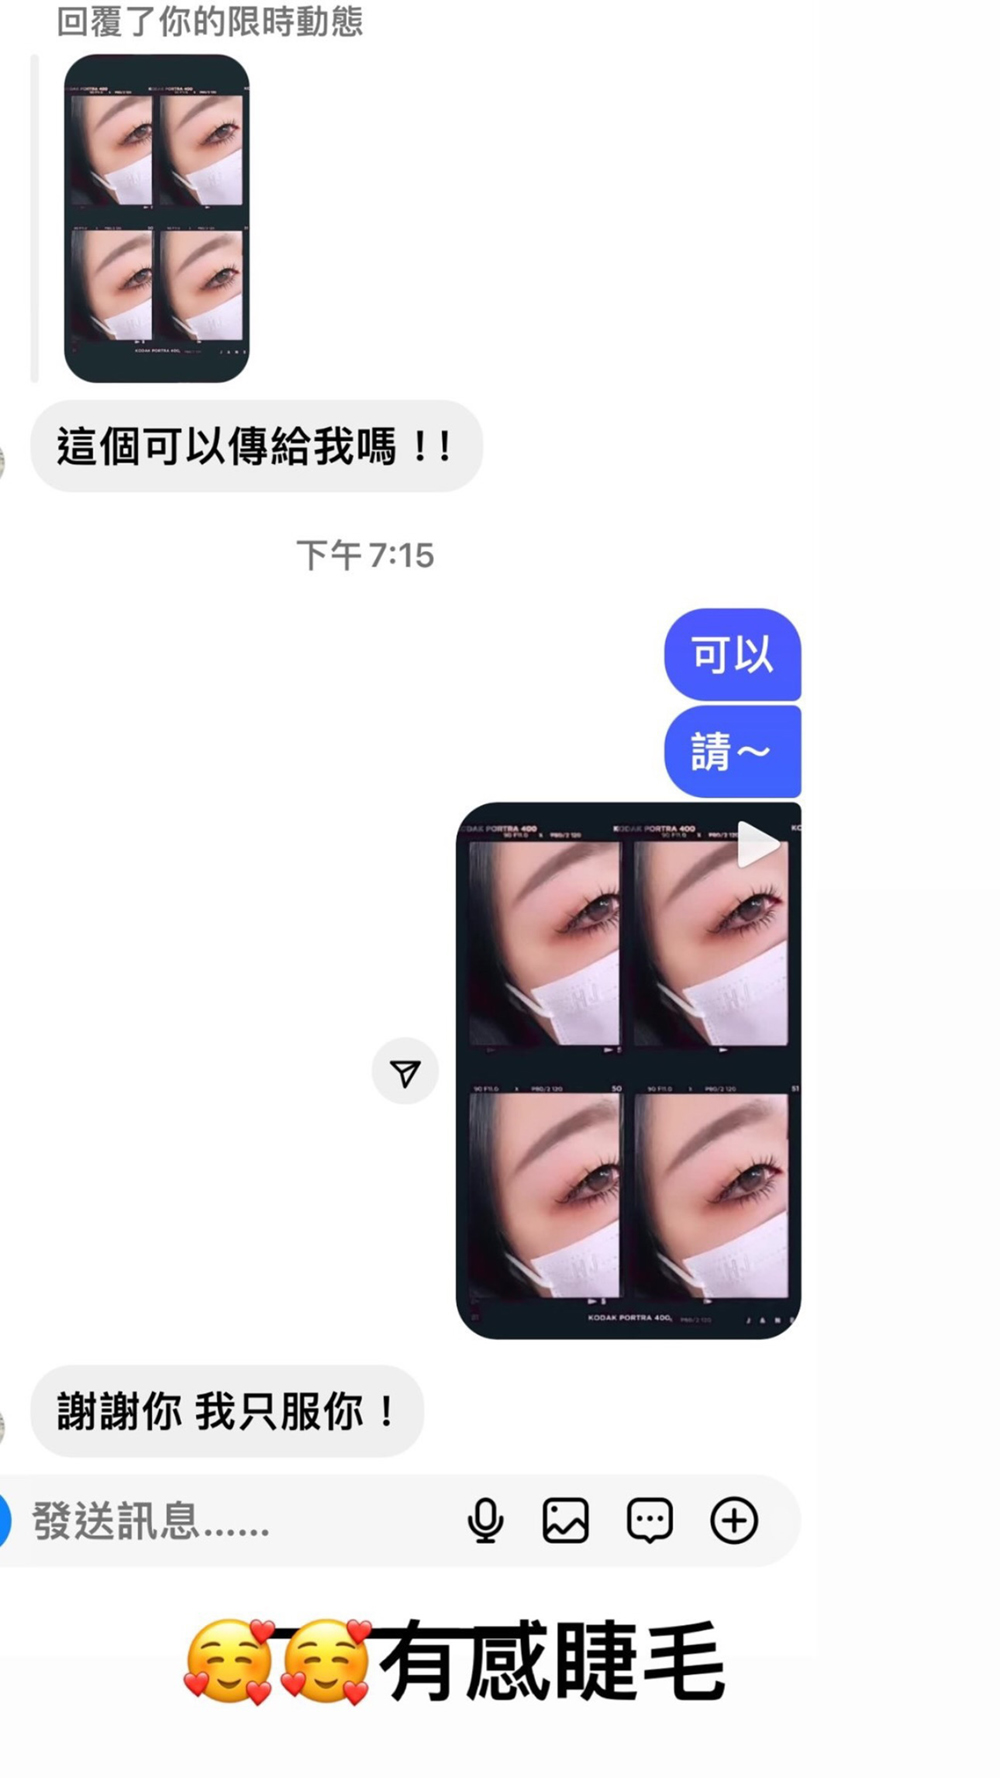 回覆了你的限時動態
這個可以傳給我嗎！！
下午 7:15
可以
請～
KODAK PORTRA 400
KODAK PORTRA 400
50
51
KODAK PORTRA 400
謝謝你 我只服你！
發送訊息......
🥰🥰有感睫毛